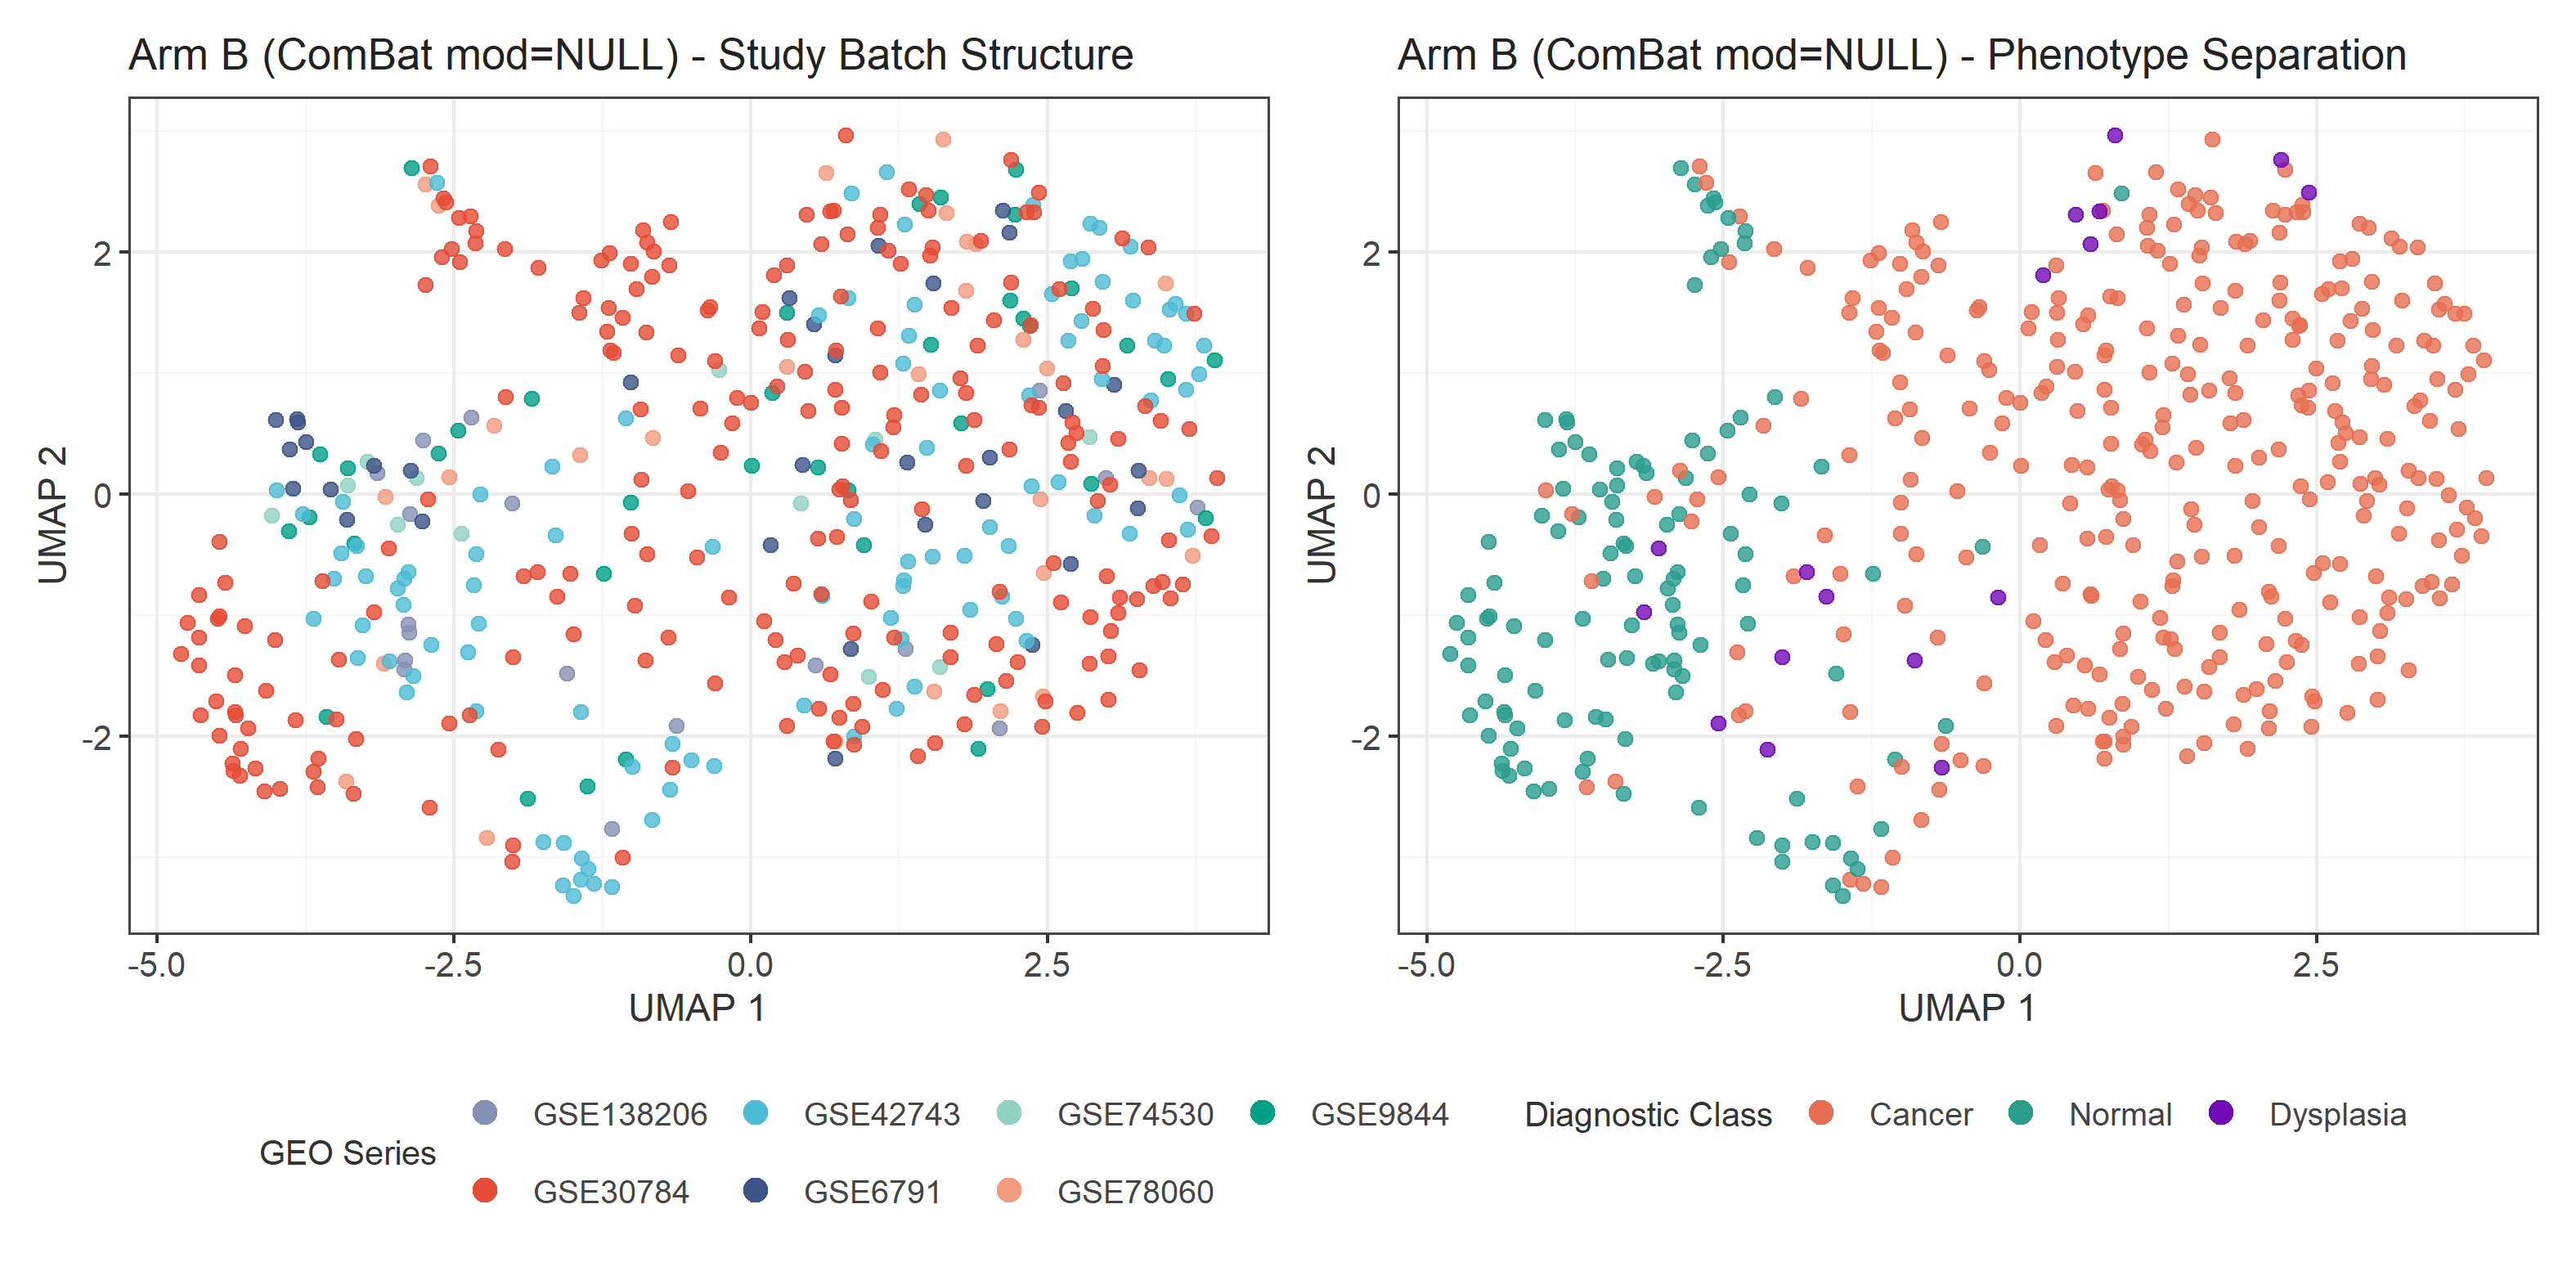 Arm B (ComBat mod=NULL) - Study Batch Structure
UMAP 2
2
0
-2
-5.0 -2.5 0.0 2.5
UMAP 1
Arm B (ComBat mod=NULL) - Phenotype Separation
UMAP 2
2
0
-2
-5.0 -2.5 0.0 2.5
UMAP 1
GEO Series
GSE138206 GSE42743 GSE74530 GSE9844
GSE30784 GSE6791 GSE78060
Diagnostic Class Cancer Normal Dysplasia